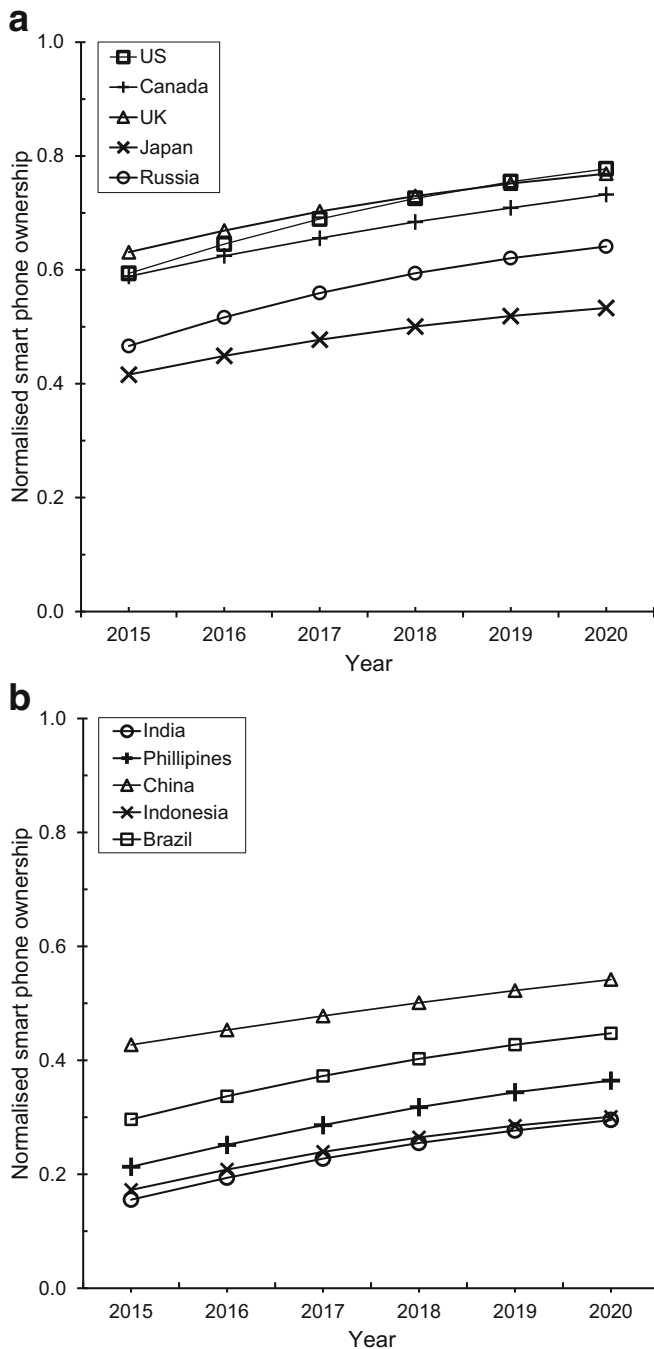 a
1.0
US
Canada
UK
Japan
Russia
0.8
0.6
0.4
0.2
0.0
Normalised smart phone ownership
2015 2016 2017 2018 2019 2020
Year
b
1.0
India
Phillipines
China
Indonesia
Brazil
0.8
0.6
0.4
0.2
0.0
Normalised smart phone ownership
2015 2016 2017 2018 2019 2020
Year